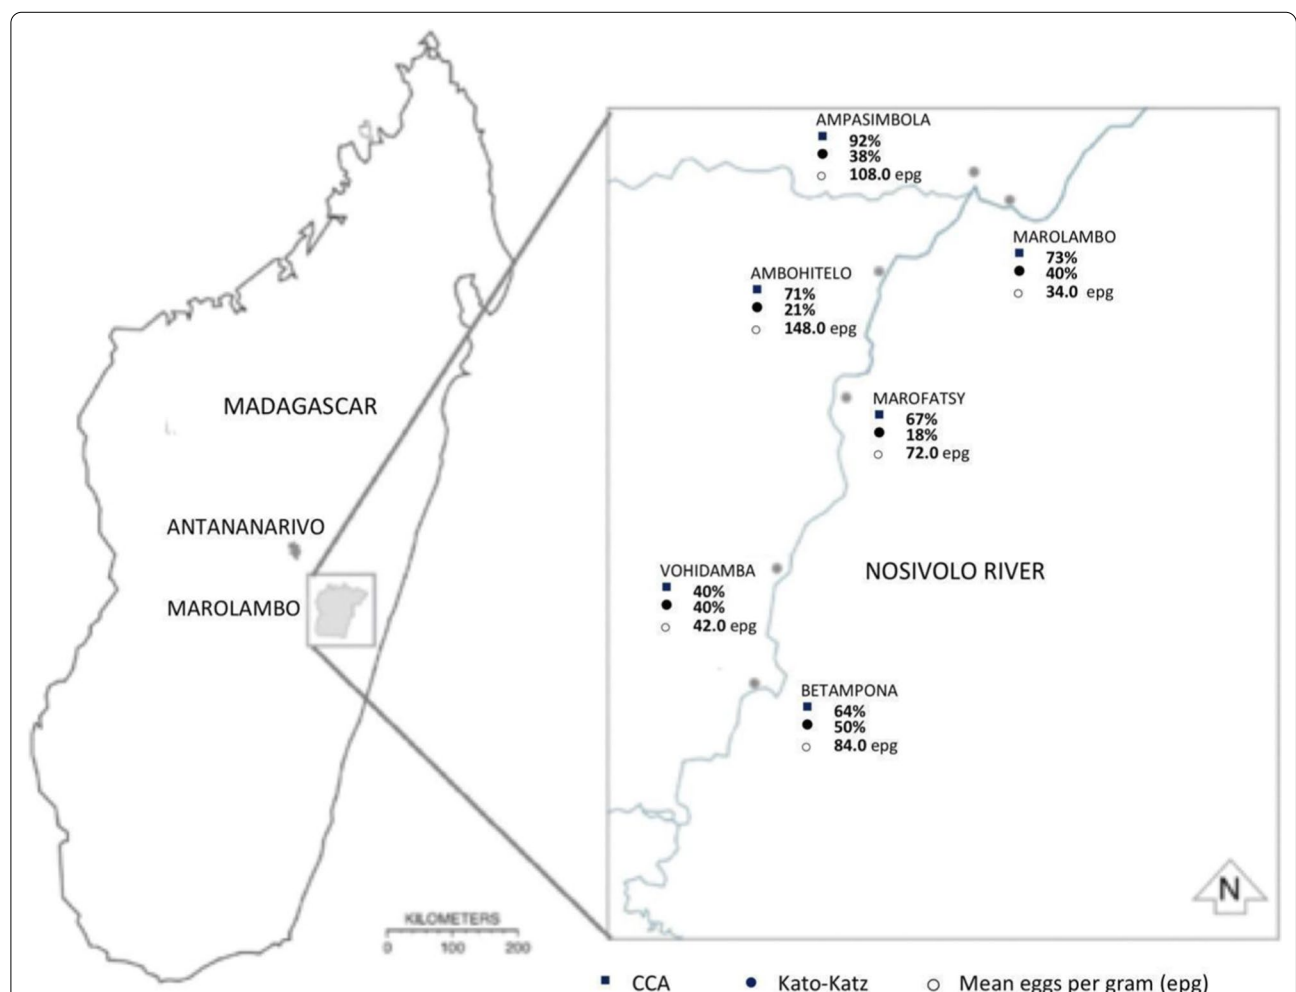 MADAGASCAR
ANTANANARIVO
MAROLAMBO
KILOMETERS
0 100 200
AMPASIMBOLA
92%
38%
108.0 epg
MAROLAMBO
73%
40%
34.0 epg
AMBOHITELO
71%
21%
148.0 epg
MAROFATSY
67%
18%
72.0 epg
VOHIDAMBA
40%
40%
42.0 epg
NOSIVOLO RIVER
BETAMPONA
64%
50%
84.0 epg
N
CCA Kato-Katz Mean eggs per gram (epg)